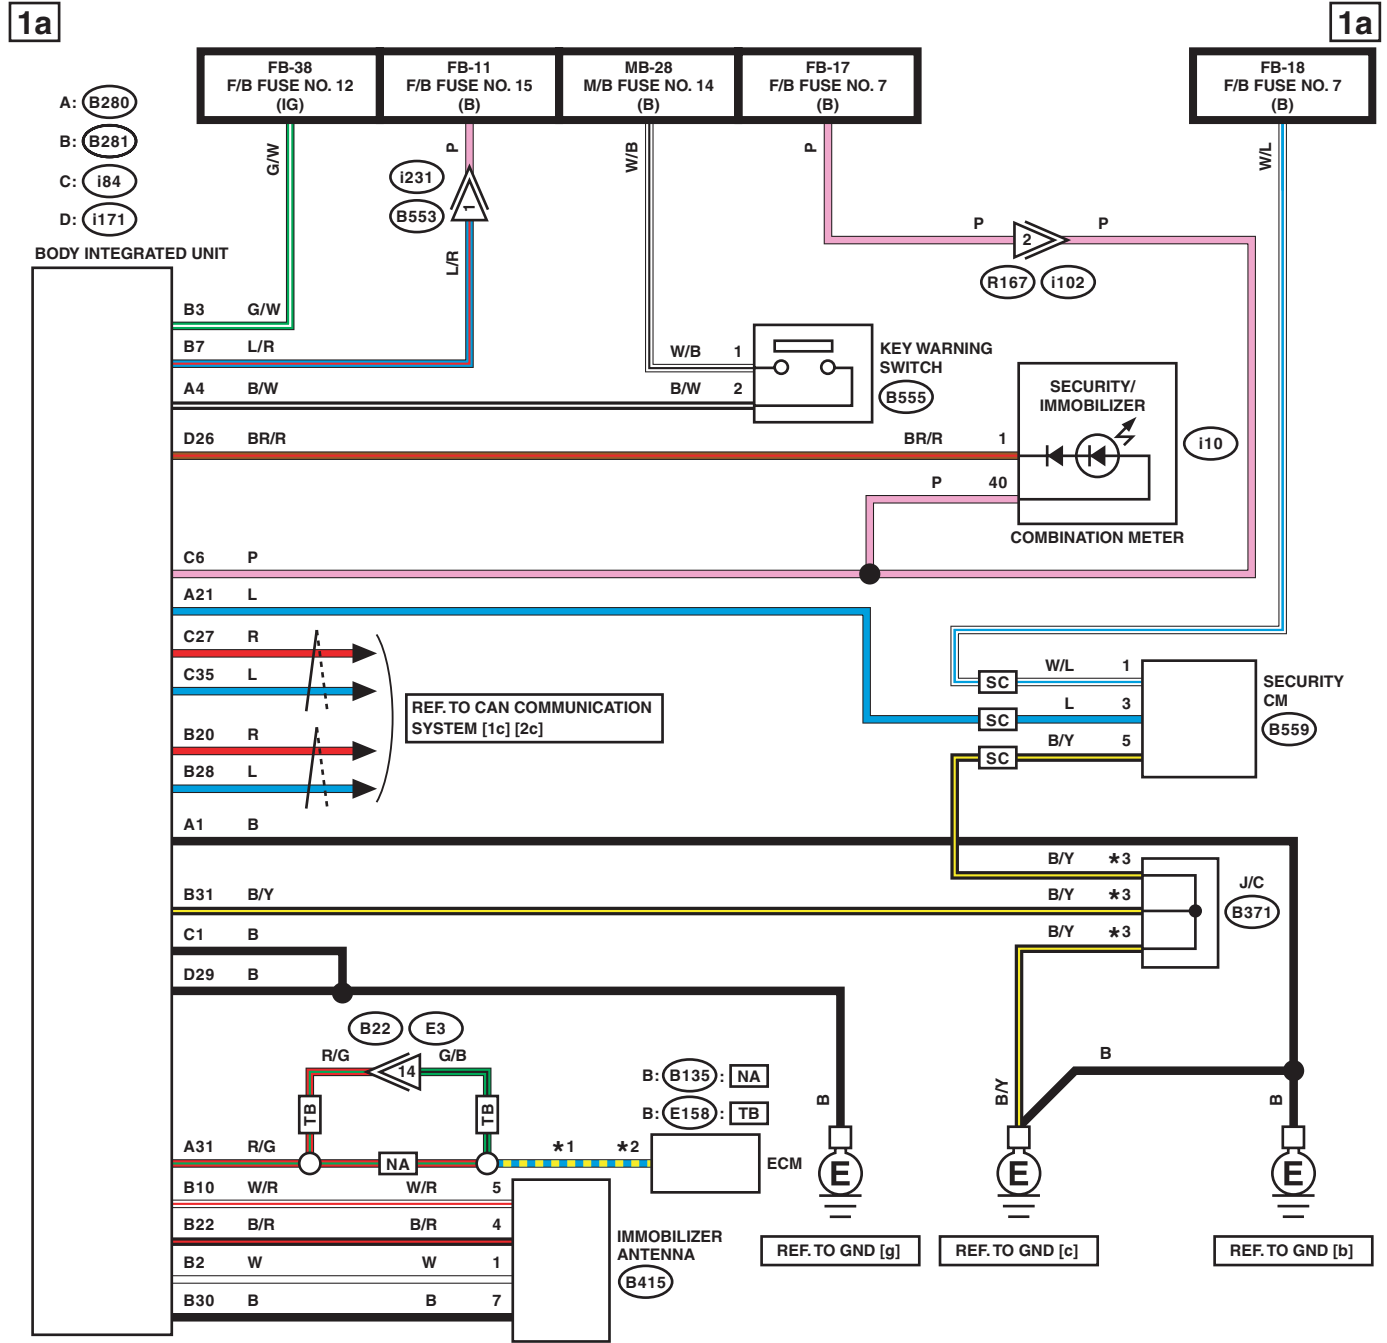 1a
1a
FB-38
F/B FUSE NO. 12
(IG)
FB-11
F/B FUSE NO. 15
(B)
MB-28
M/B FUSE NO. 14
(B)
FB-17
F/B FUSE NO. 7
(B)
FB-18
F/B FUSE NO. 7
(B)
A: B280
B: B281
C: i84
D: i171
G/W
P
W/B
P
W/L
i231
B553
1
L/R
P
2
P
R167
i102
BODY INTEGRATED UNIT
B3 G/W
B7 L/R
W/B 1
KEY WARNING
SWITCH
B555
A4 B/W
B/W 2
SECURITY/
IMMOBILIZER
i10
D26 BR/R
BR/R 1
P 40
COMBINATION METER
C6 P
A21 L
C27 R
C35 L
REF. TO CAN COMMUNICATION
SYSTEM [1c] [2c]
B20 R
B28 L
SC W/L 1
SC L 3
SC B/Y 5
SECURITY
CM
B559
A1 B
B/Y *3
B31 B/Y
B/Y *3
J/C
B371
C1 B
B/Y *3
D29 B
B22
E3
R/G
14
G/B
TB
TB
B: B135 : NA
B: E158 : TB
B
B/Y
B
B
A31 R/G
NA
*1 *2
ECM
E
E
E
B10 W/R
W/R 5
B22 B/R
B/R 4
B2 W
W 1
B30 B
B 7
IMMOBILIZER
ANTENNA
B415
REF. TO GND [g]
REF. TO GND [c]
REF. TO GND [b]